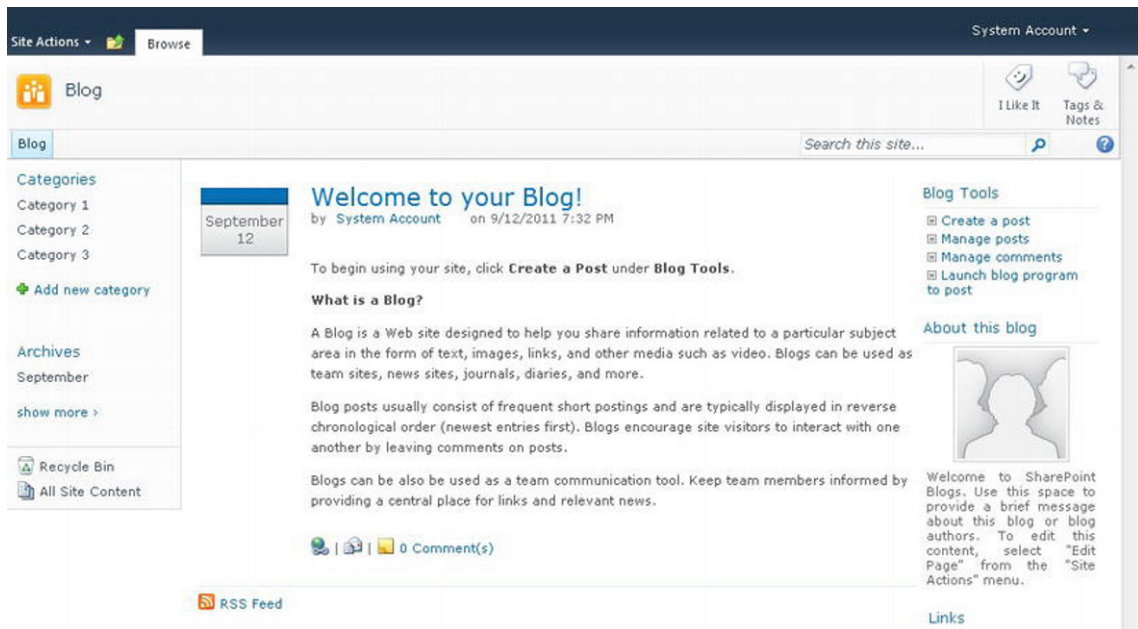 System Account
Site Actions
Browse
Blog
I Like It
Tags &
Notes
Blog
Search this site...
Categories
Category 1
Category 2
Category 3
Add new category
Archives
September
show more ›
Recycle Bin
All Site Content
September
12
Welcome to your Blog!
by System Account on 9/12/2011 7:32 PM
To begin using your site, click Create a Post under Blog Tools.
What is a Blog?
A Blog is a Web site designed to help you share information related to a particular subject
area in the form of text, images, links, and other media such as video. Blogs can be used as
team sites, news sites, journals, diaries, and more.
Blog posts usually consist of frequent short postings and are typically displayed in reverse
chronological order (newest entries first). Blogs encourage site visitors to interact with one
another by leaving comments on posts.
Blogs can be also be used as a team communication tool. Keep team members informed by
providing a central place for links and relevant news.
| | 0 Comment(s)
RSS Feed
Blog Tools
Create a post
Manage posts
Manage comments
Launch blog program
to post
About this blog
Welcome to SharePoint
Blogs. Use this space to
provide a brief message
about this blog or blog
authors. To edit this
content, select "Edit
Page" from the "Site
Actions" menu.
Links